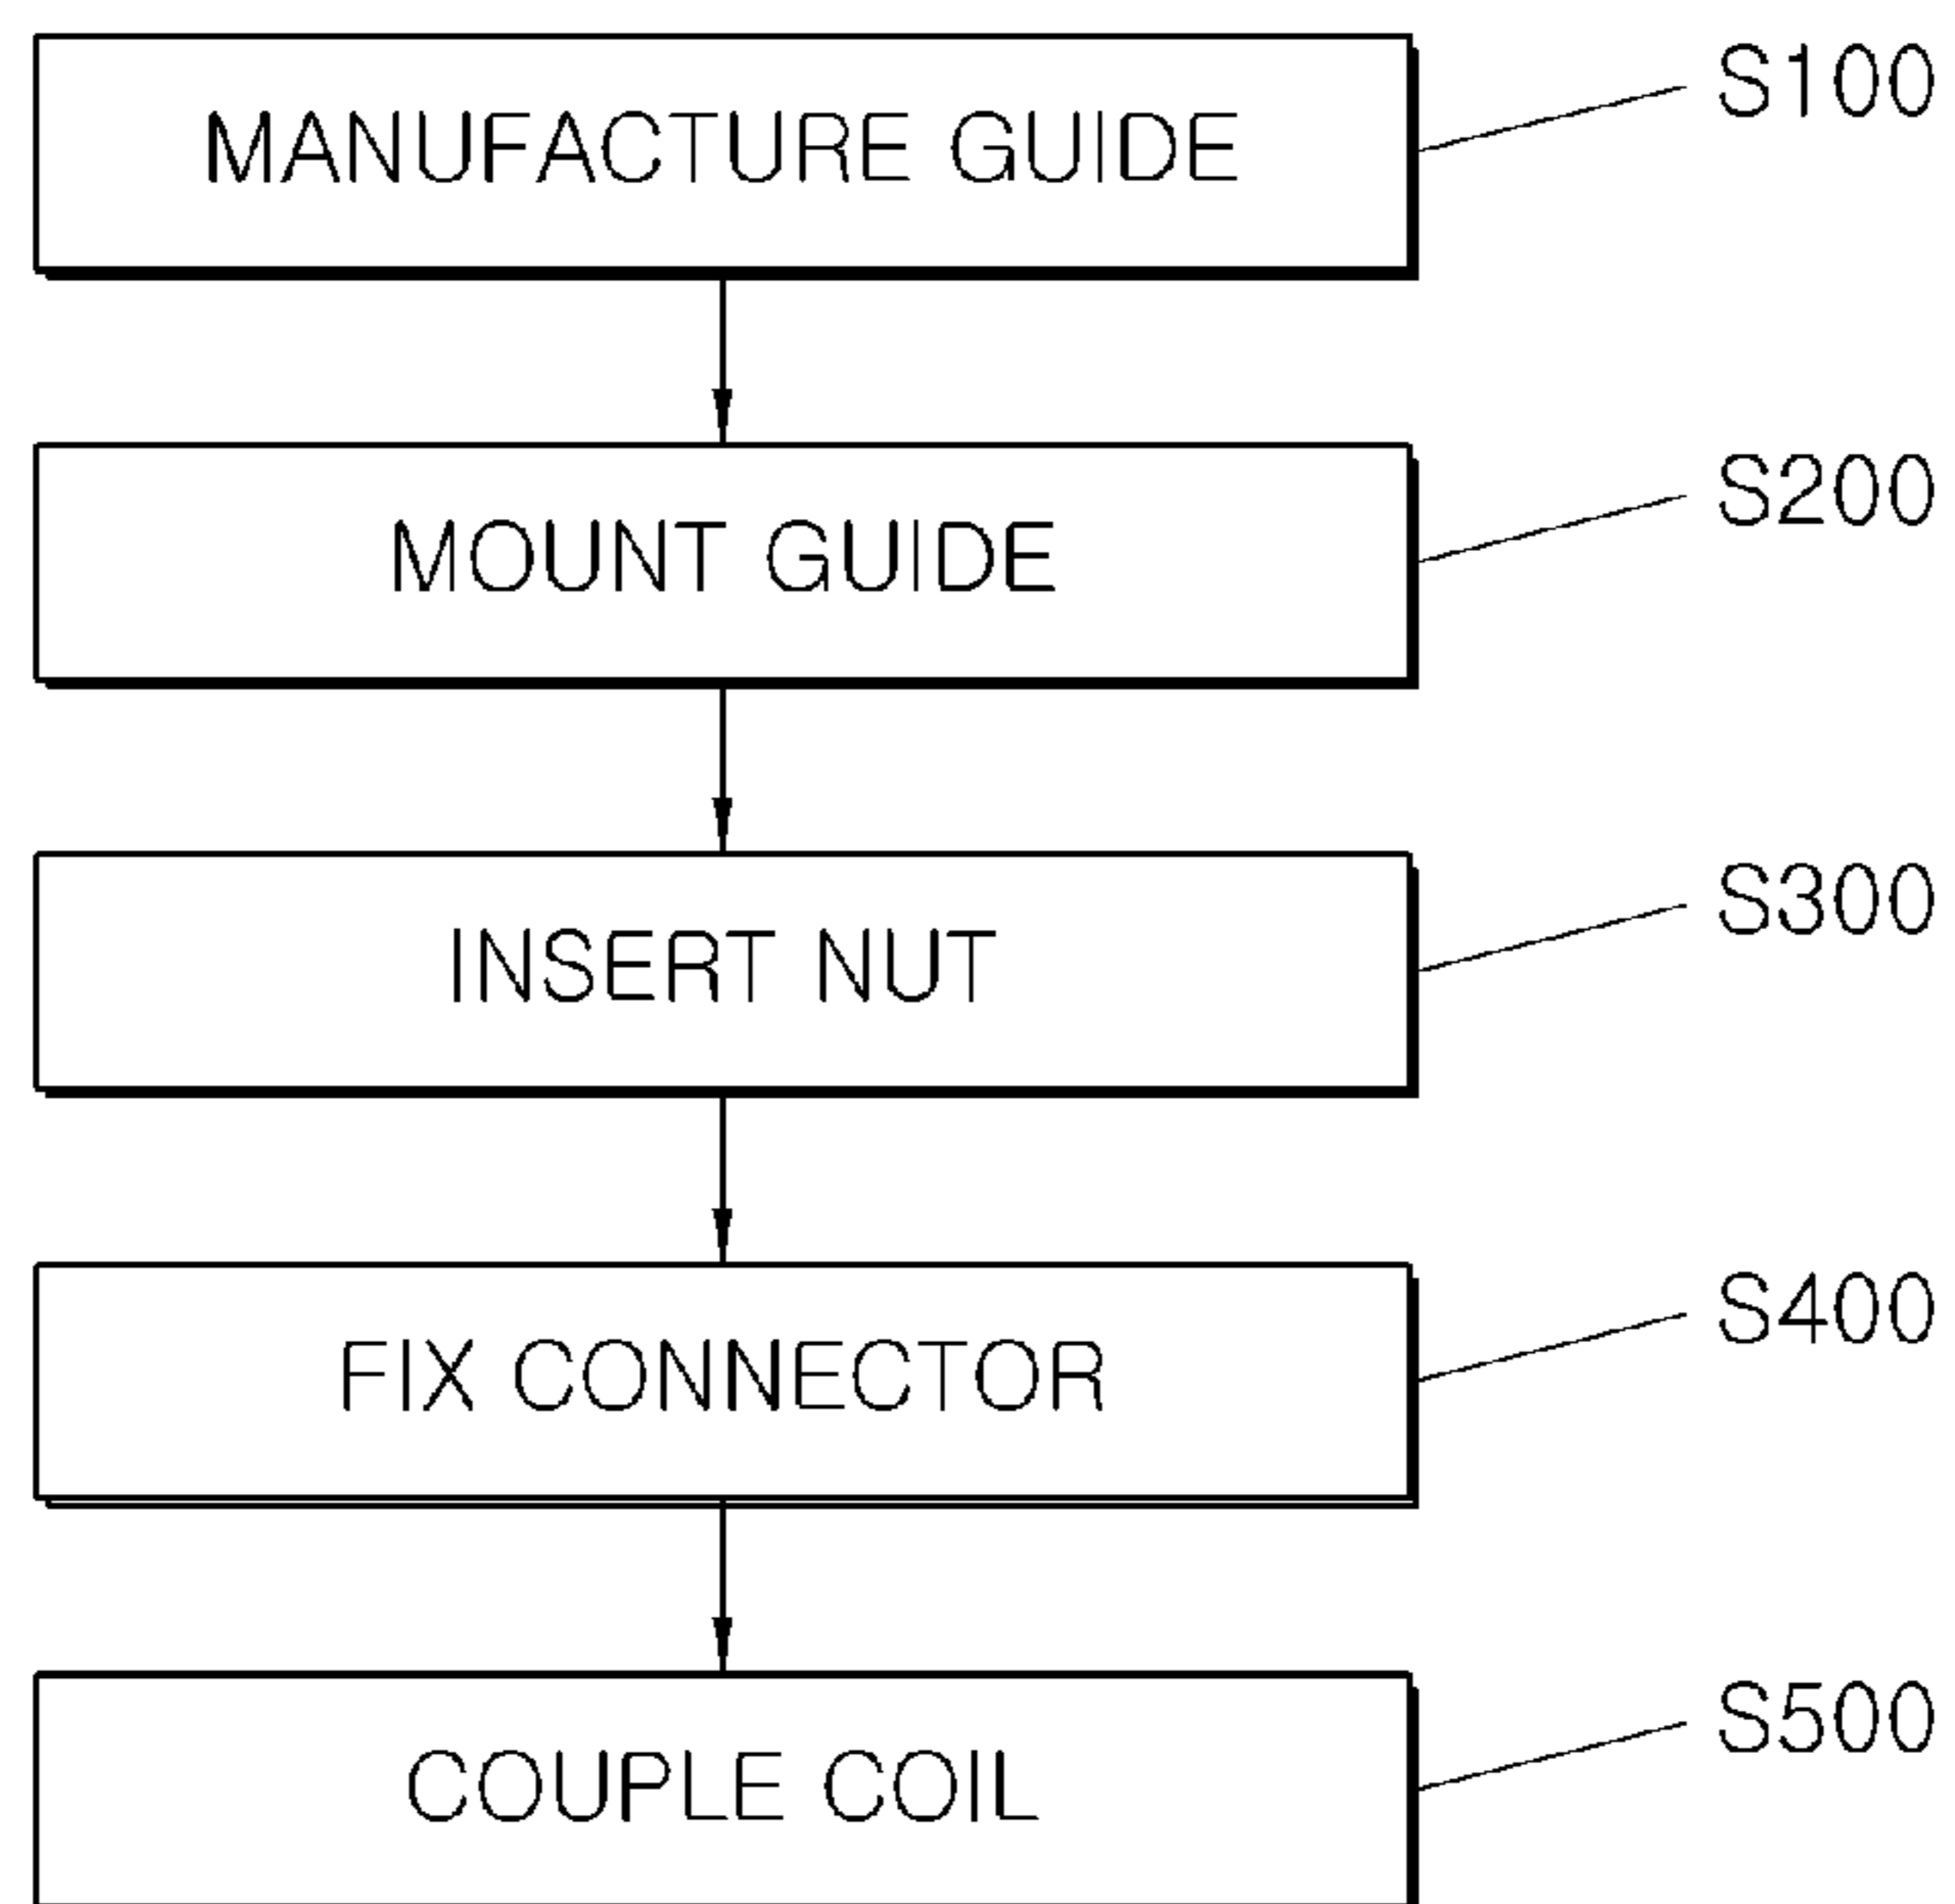 MANUFACTURE GUIDE
S100
MOUNT GUIDE
S200
INSERT NUT
S300
FIX CONNECTOR
S400
COUPLE COIL
S500